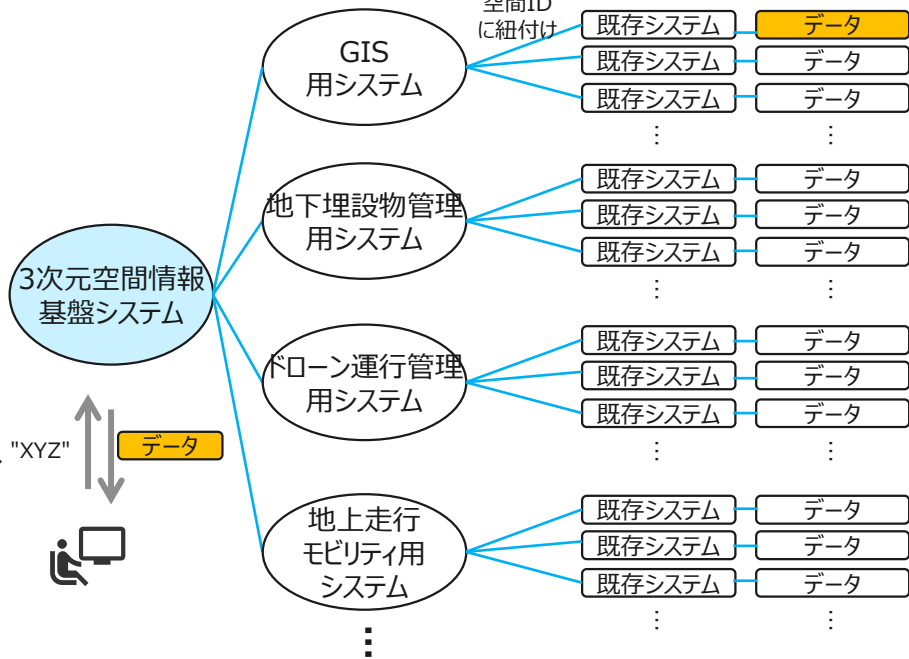 空間ID
に紐付け
GIS
用システム
既存システム データ
既存システム データ
既存システム データ
⋮ ⋮
地下埋設物管理
用システム
既存システム データ
既存システム データ
既存システム データ
⋮ ⋮
3次元空間情報
基盤システム
ドローン運行管理
用システム
既存システム データ
既存システム データ
既存システム データ
⋮ ⋮
"XYZ"
データ
地上走行
モビリティ用
システム
既存システム データ
既存システム データ
既存システム データ
⋮ ⋮
⋮